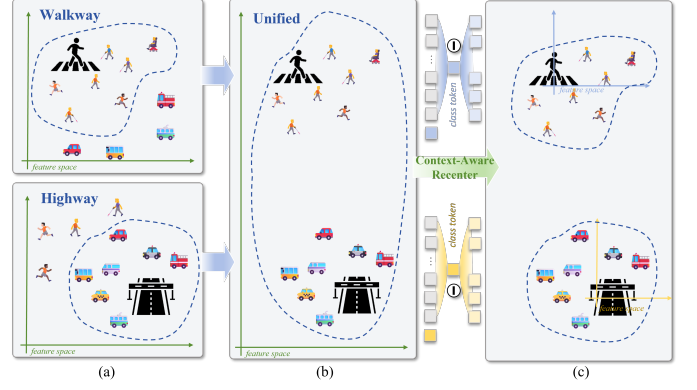 Walkway
feature space
Highway
feature space
(a)
Unified
feature space
(b)
class token
Context-Aware
Recenter
class token
feature space
feature space
(c)